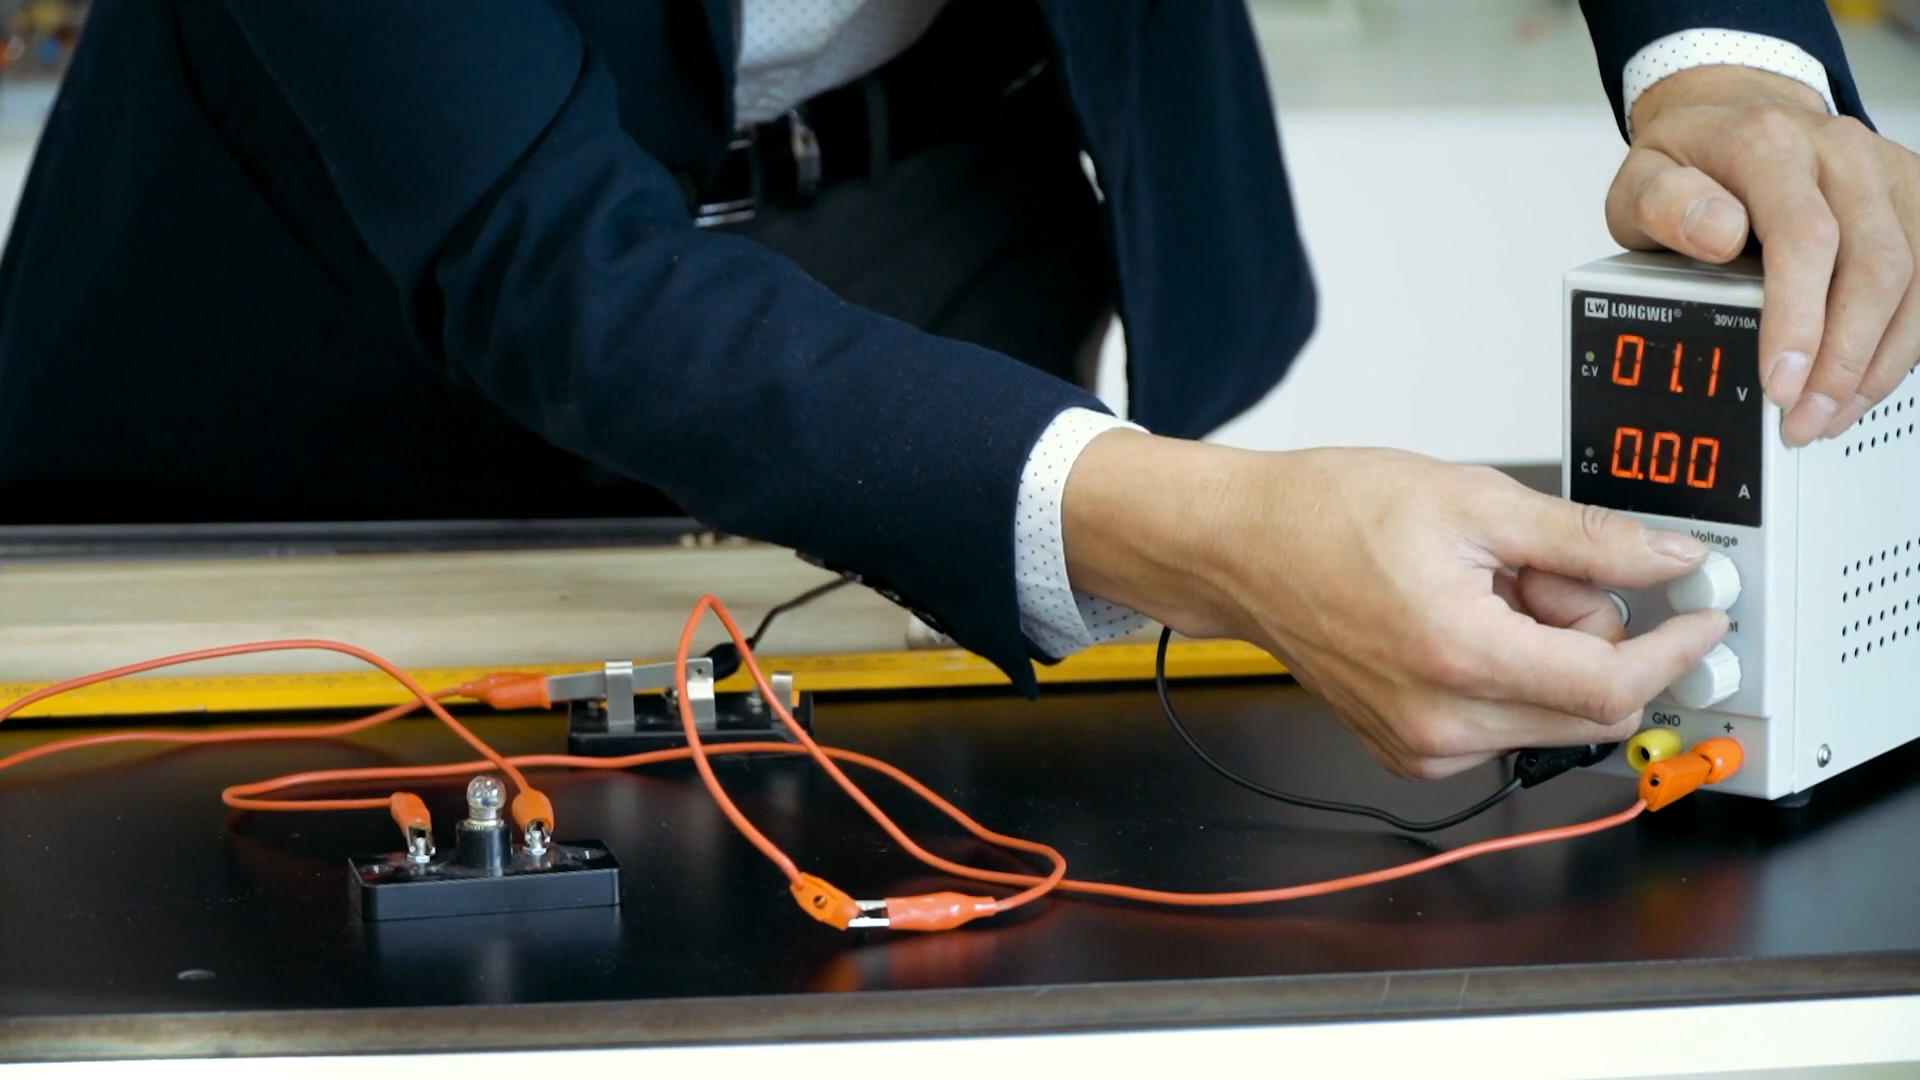 LW LONGWEI®
30V/10A
C.V 01.1 V
C.C 0.00 A
Voltage
GND +